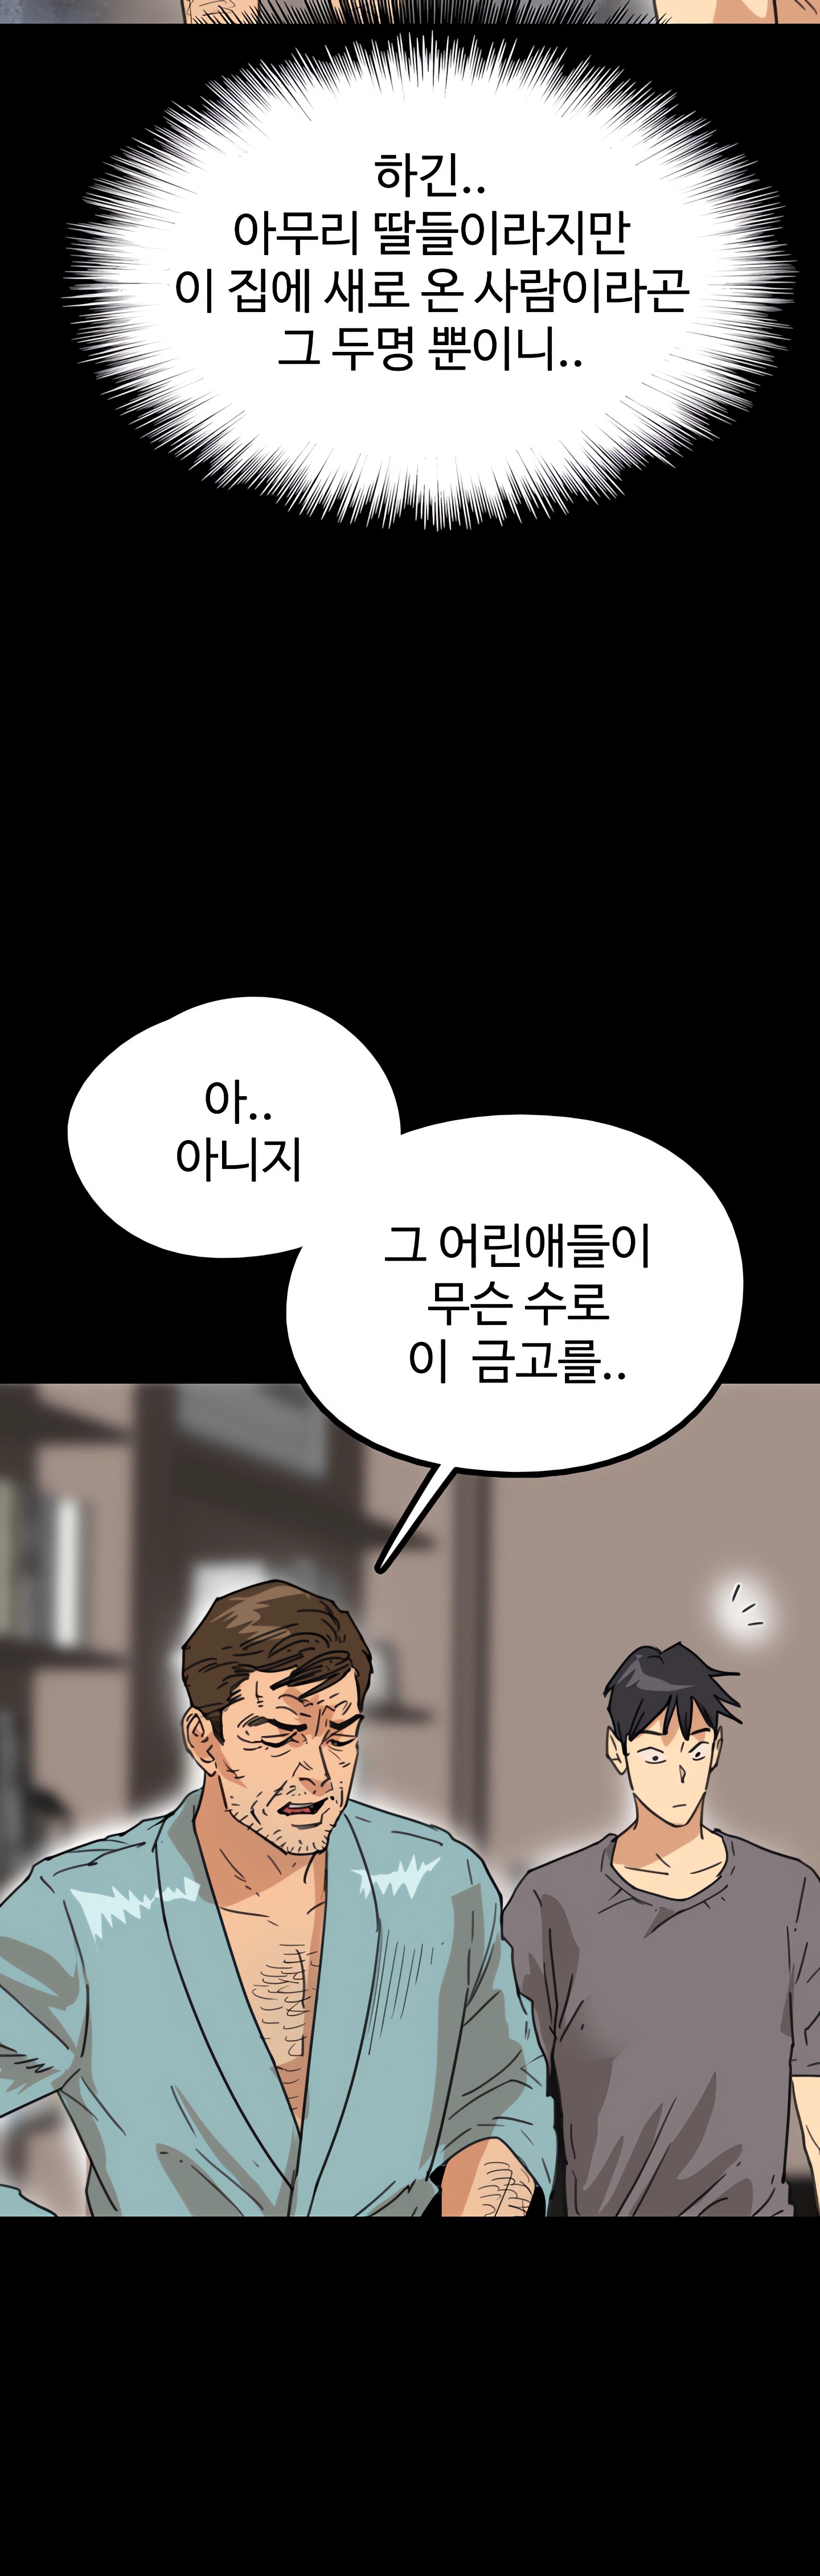 하긴..
아무리 딸들이라지만
이 집에 새로 온 사람이라곤
그 두명 뿐이니..
아..
아니지
그 어린애들이
무슨 수로
이 금고를..